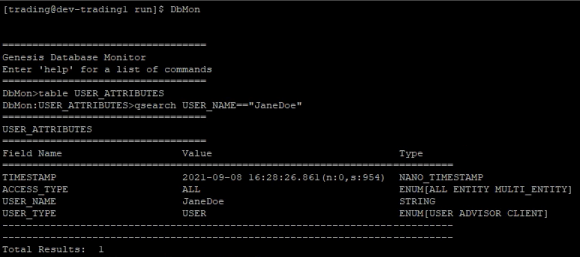 [trading@dev-trading1 run]$ DbMon
==================================
Genesis Database Monitor
Enter 'help' for a list of commands
==================================
DbMon>table USER_ATTRIBUTES
DbMon:USER_ATTRIBUTES>qsearch USER_NAME=="JaneDoe"
==================================
USER_ATTRIBUTES
==================================
Field Name Value Type
===========================================================================
TIMESTAMP 2021-09-08 16:28:26.861(n:0,s:954) NANO_TIMESTAMP
ACCESS_TYPE ALL ENUM[ALL ENTITY MULTI_ENTITY]
USER_NAME JaneDoe STRING
USER_TYPE USER ENUM[USER ADVISOR CLIENT]
---------------------------------------------------------------------------
---------------------------------------------------------------------------
Total Results: 1